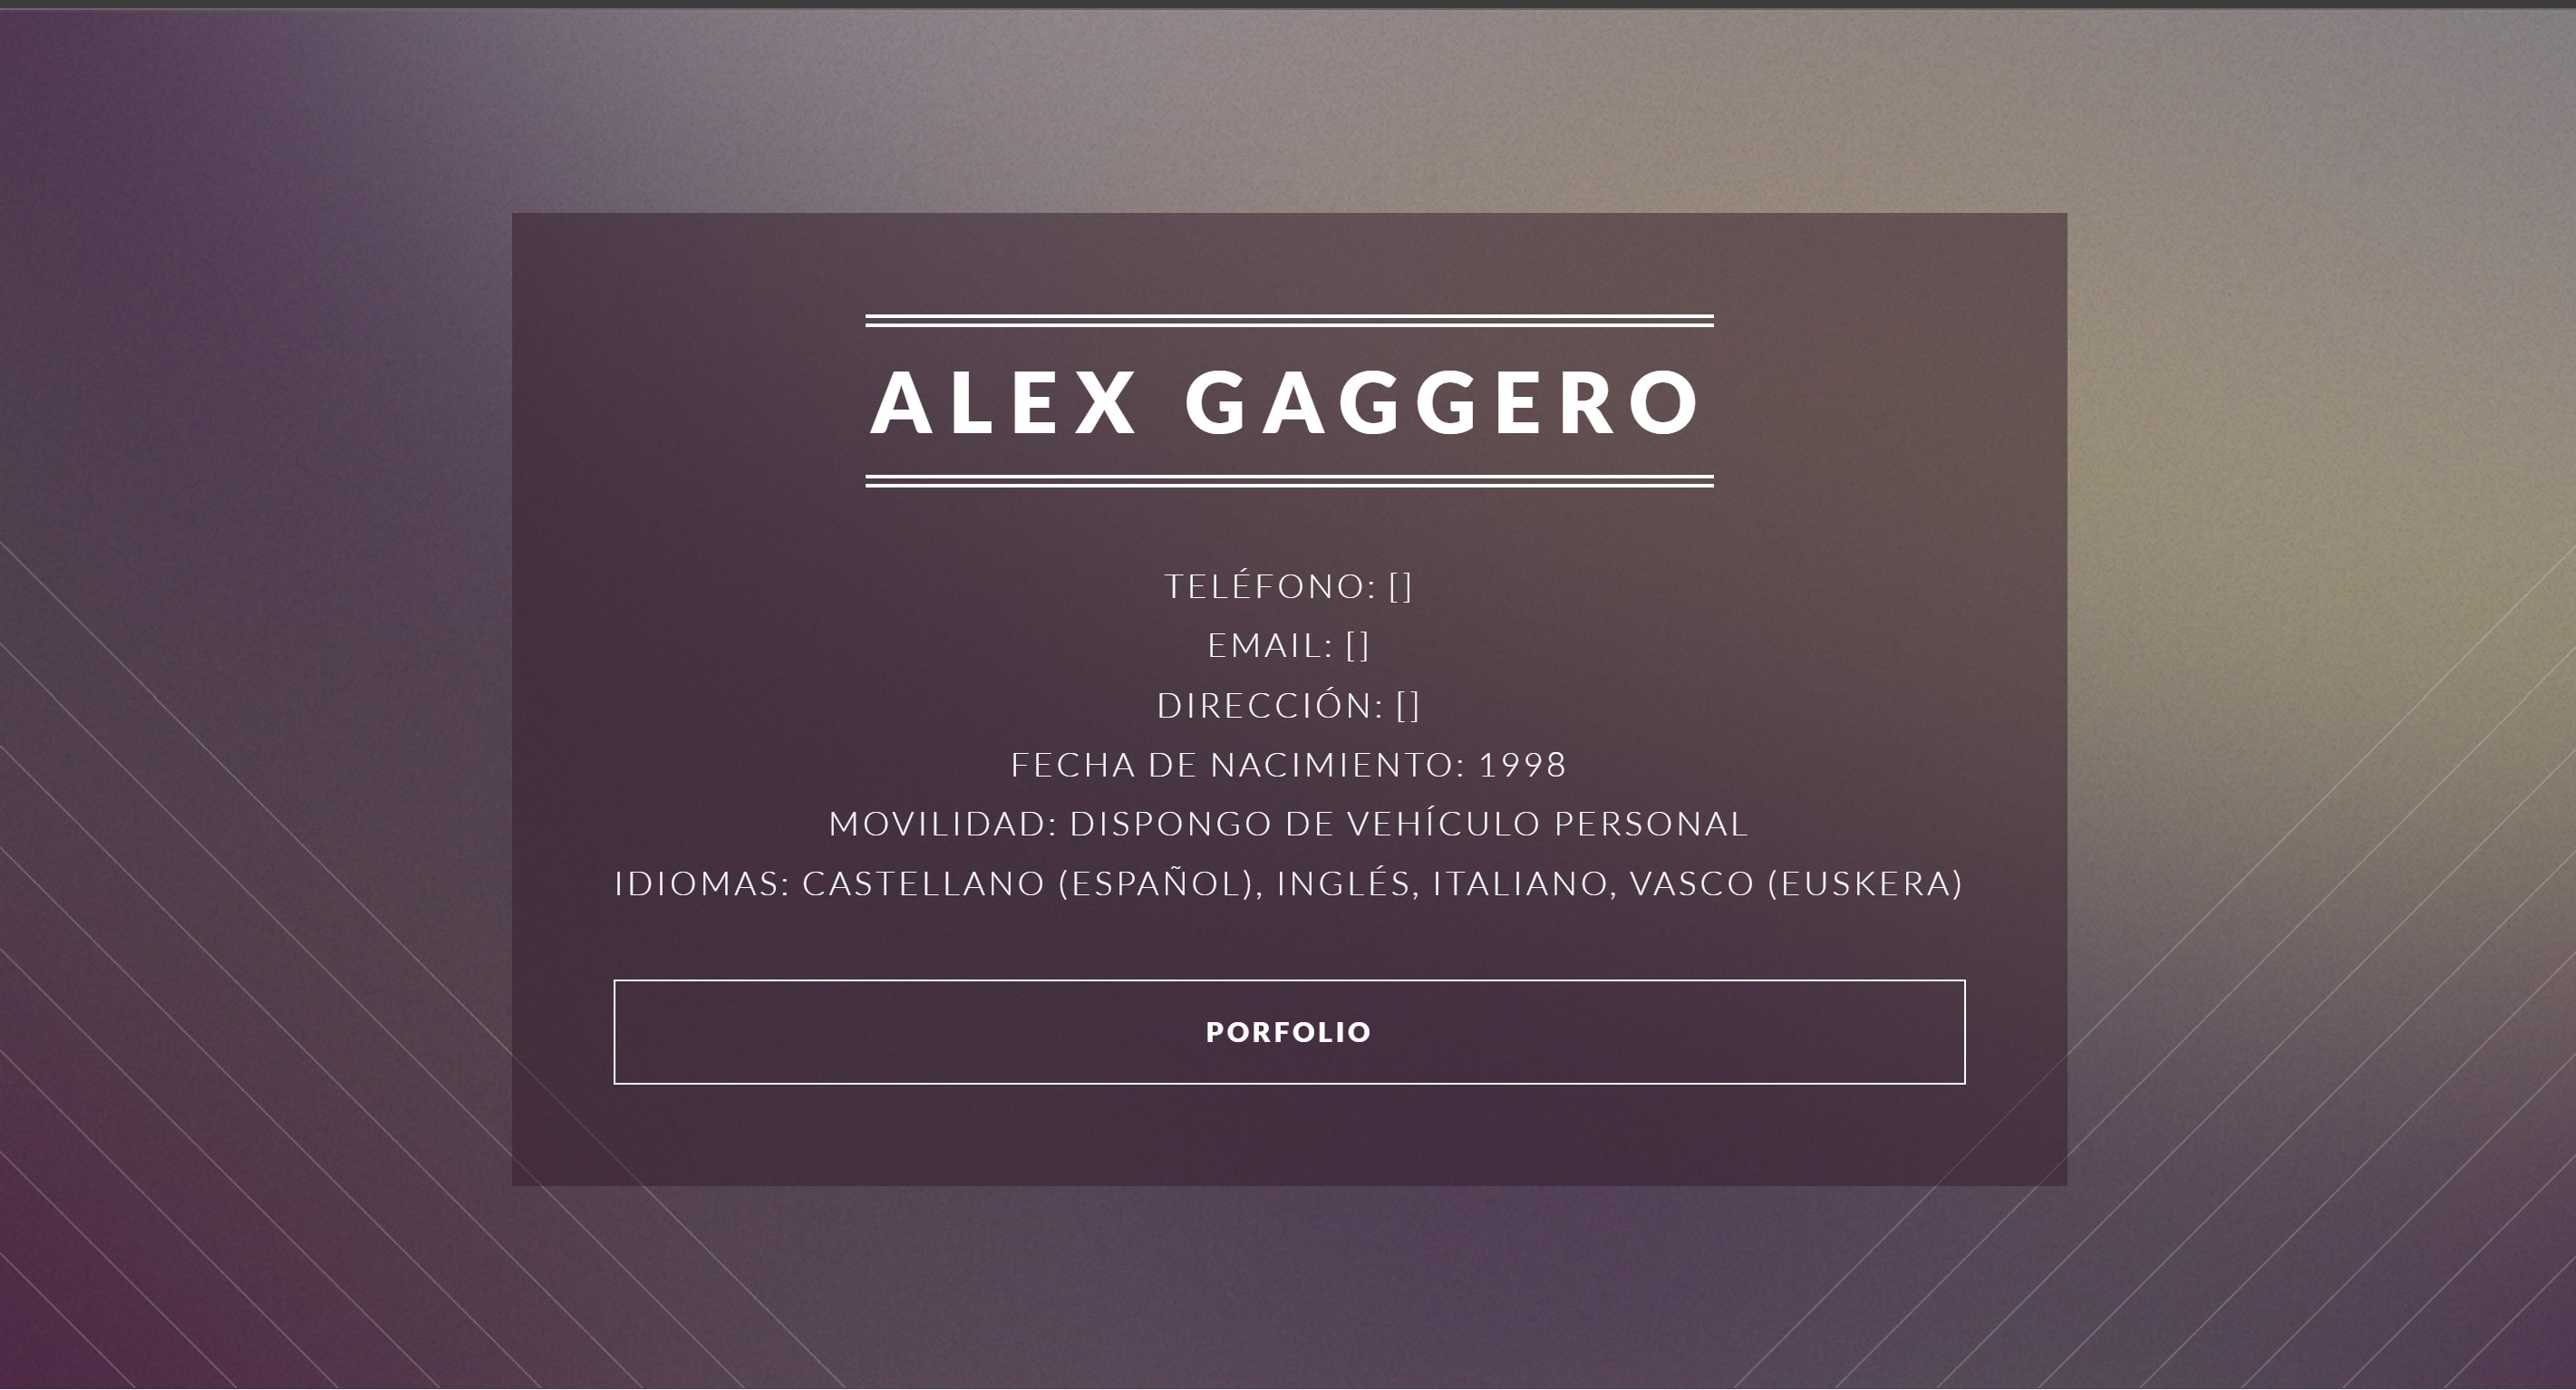 ALEX GAGGERO
TELÉFONO: []
EMAIL: []
DIRECCIÓN: []
FECHA DE NACIMIENTO: 1998
MOVILIDAD: DISPONGO DE VEHÍCULO PERSONAL
IDIOMAS: CASTELLANO (ESPAÑOL), INGLÉS, ITALIANO, VASCO (EUSKERA)
PORFOLIO